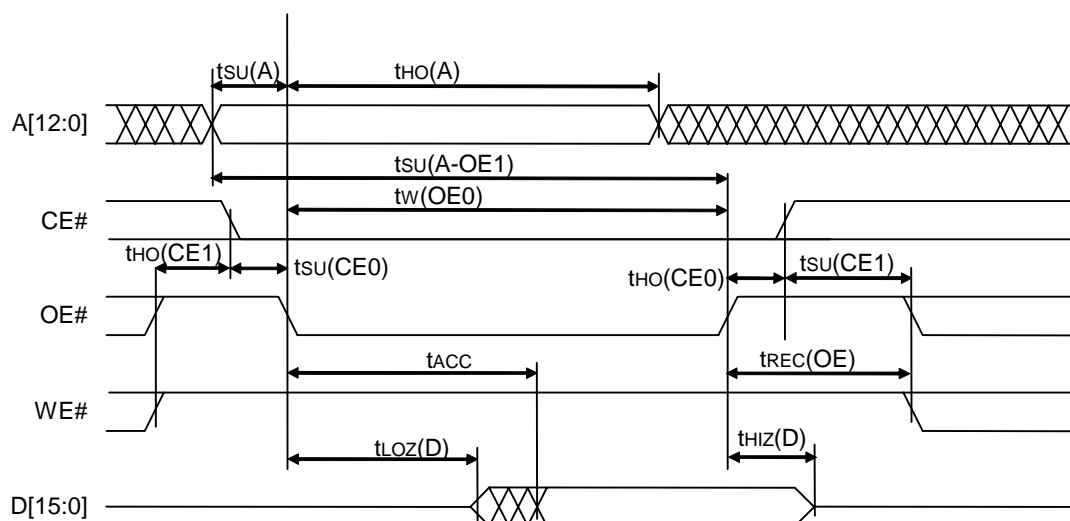 tSU(A)
tHO(A)
A[12:0]
tSU(A-OE1)
tW(OE0)
CE#
tHO(CE1)
tSU(CE0)
tHO(CE0)
tSU(CE1)
OE#
tACC
tREC(OE)
WE#
tLOZ(D)
tHIZ(D)
D[15:0]